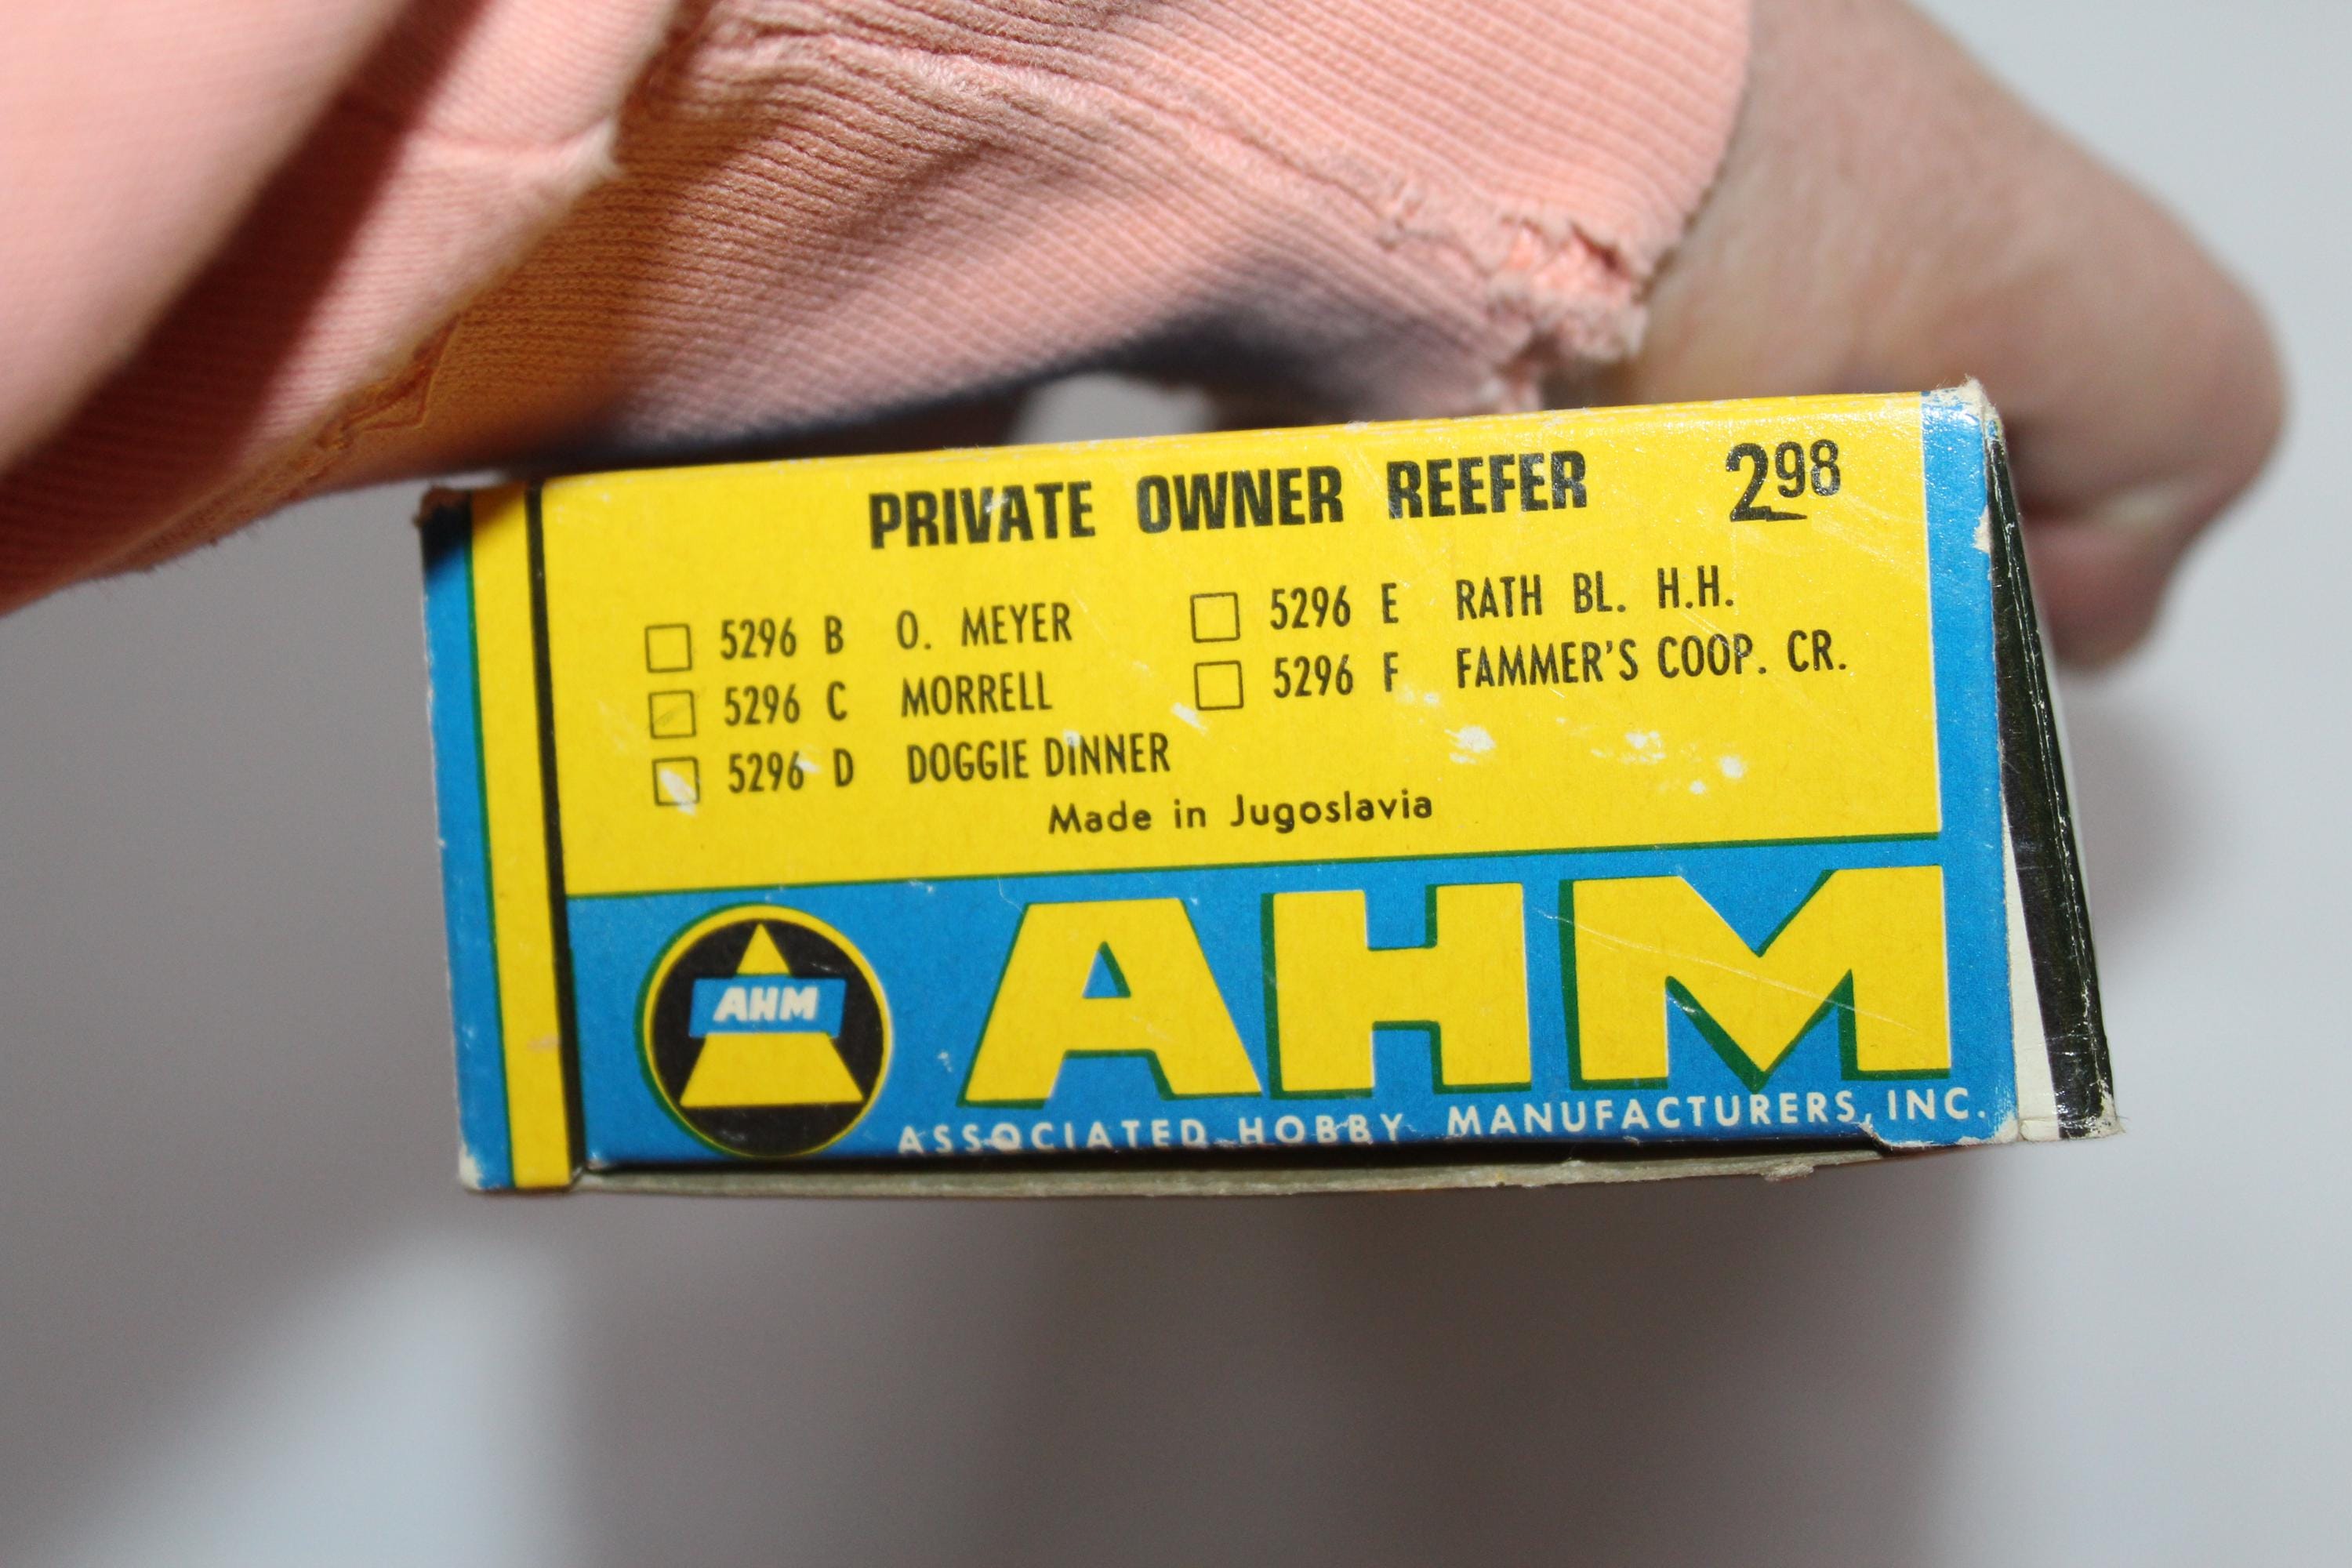 PRIVATE OWNER REEFER 2 98
5296 B O. MEYER
5296 C MORRELL
5296 D DOGGIE DINNER
5296 E RATH BL. H.H.
5296 F FAMMER'S COOP. CR.
Made in Jugoslavia
AHM
AHM
ASSOCIATED HOBBY MANUFACTURERS, INC.